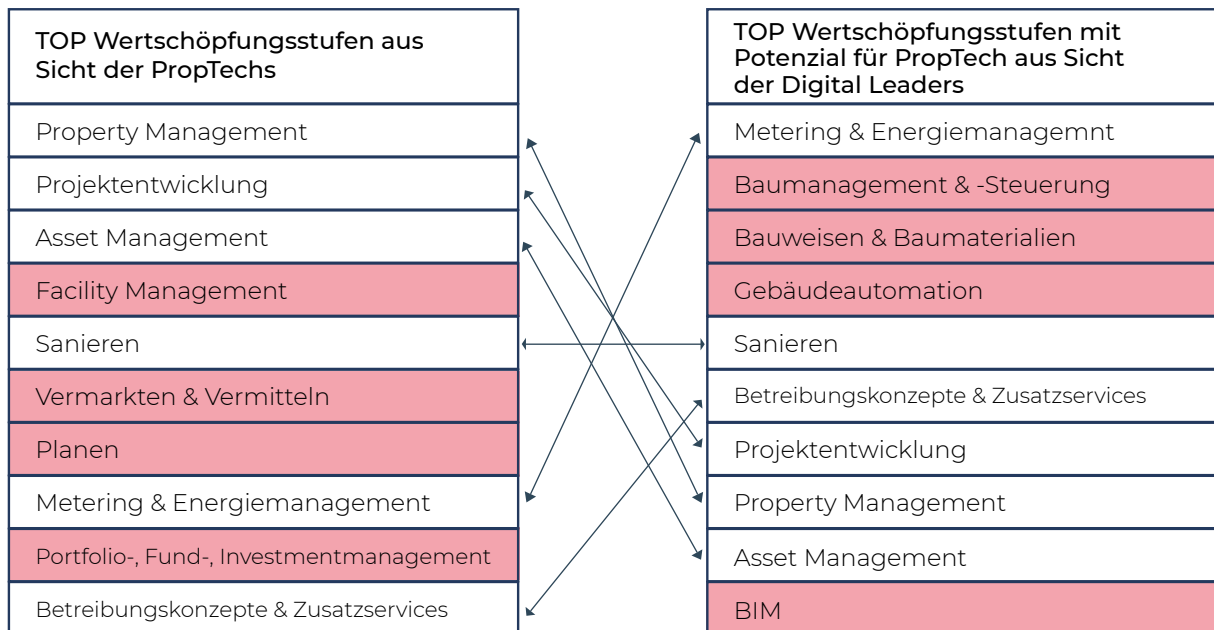 TOP Wertschöpfungsstufen aus
Sicht der PropTechs
Property Management
Projektentwicklung
Asset Management
Facility Management
Sanieren
Vermarkten & Vermitteln
Planen
Metering & Energiemanagement
Portfolio-, Fund-, Investmentmanagement
Betreibungskonzepte & Zusatzservices
TOP Wertschöpfungsstufen mit
Potenzial für PropTech aus Sicht
der Digital Leaders
Metering & Energiemanagemnt
Baumanagement & -Steuerung
Bauweisen & Baumaterialien
Gebäudeautomation
Sanieren
Betreibungskonzepte & Zusatzservices
Projektentwicklung
Property Management
Asset Management
BIM